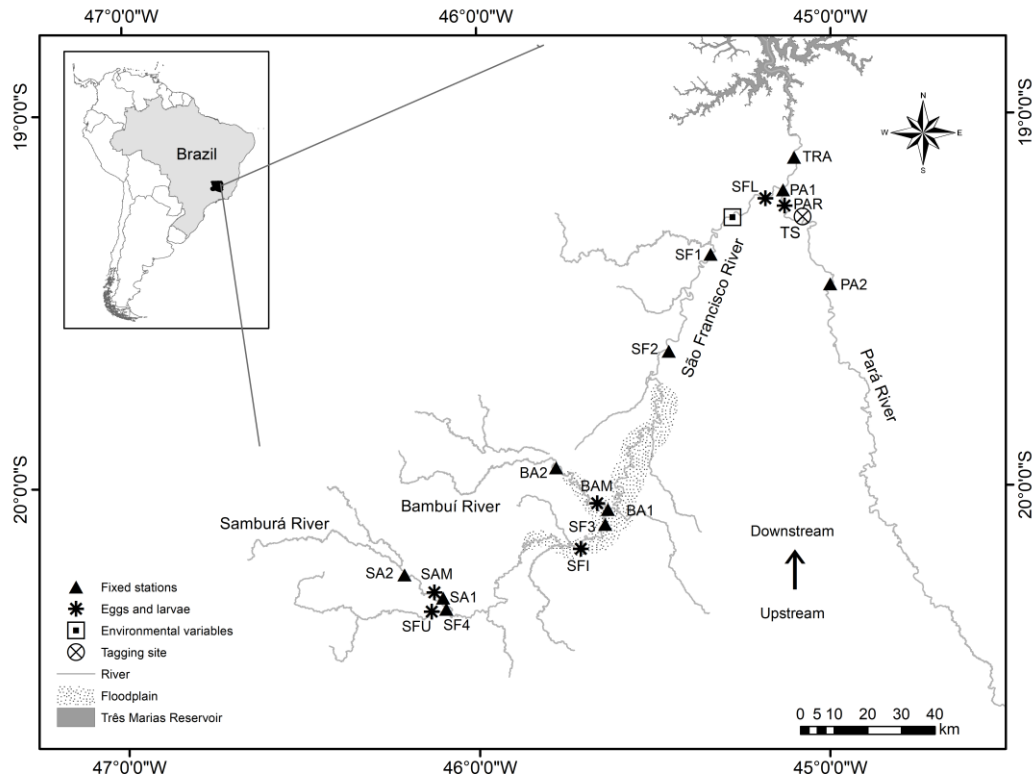 47°0'0"W
46°0'0"W
45°0'0"W
19°0'0"S
19°0'0"S
Brazil
N
W
E
S
TRA
SFL
PA1
PAR
TS
SF1
PA2
São Francisco River
SF2
Pará River
BA2
BAM
Bambuí River
BA1
20°0'0"S
20°0'0"S
Samburá River
SF3
SFI
Downstream
Upstream
SA2
SAM
SA1
SFU
SF4
Fixed stations
Eggs and larvae
Environmental variables
Tagging site
River
Floodplain
Três Marias Reservoir
0 5 10 20 30 40
km
47°0'0"W
46°0'0"W
45°0'0"W